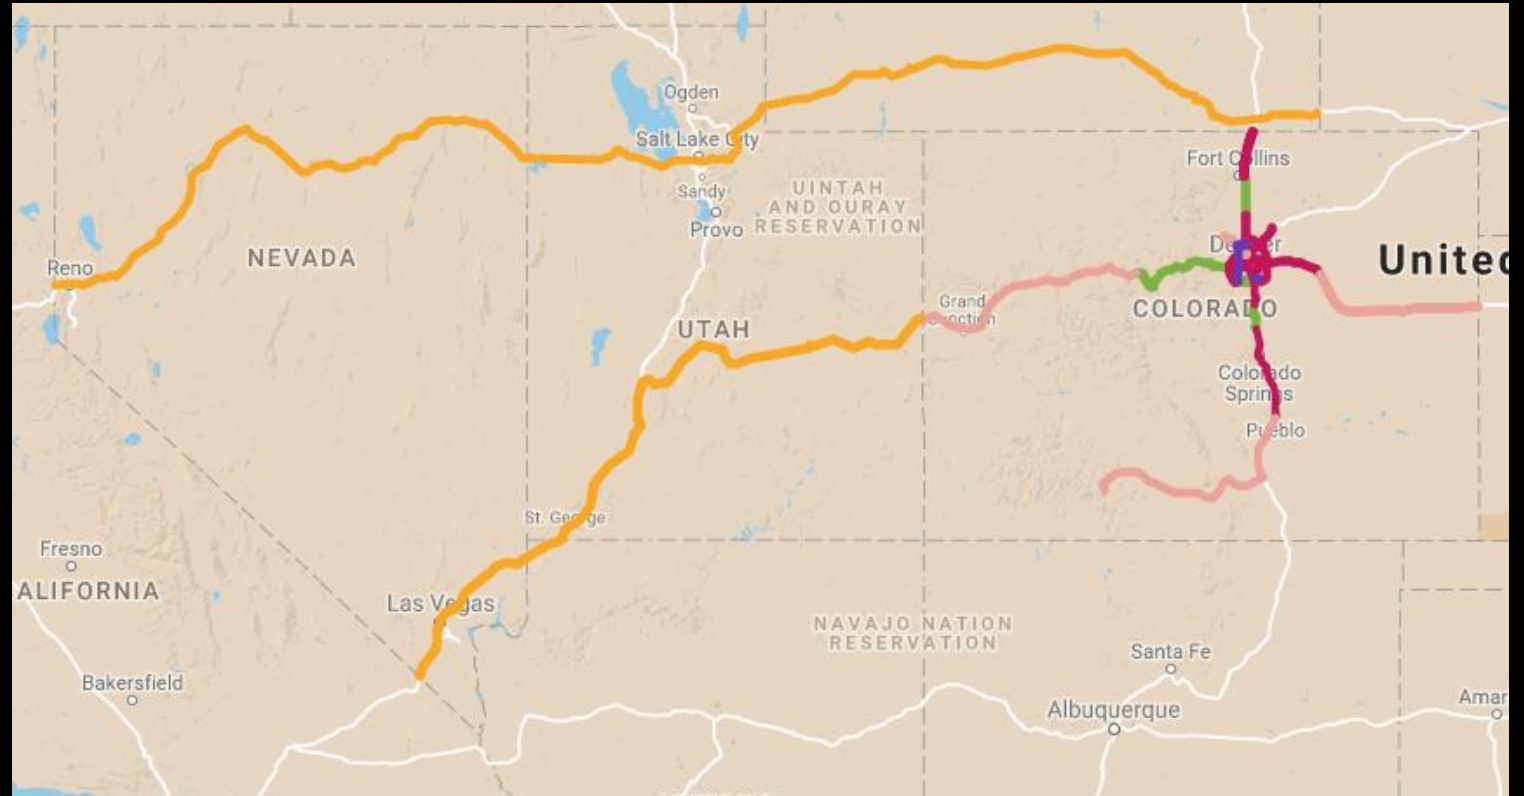 Ogden
Salt Lake City
Fort Collins
Sandy
UINTAH
AND OURAY
RESERVATION
Provo
NEVADA
Denver
United
Reno
Grand
Junction
COLORADO
UTAH
Colorado
Springs
Pueblo
St. George
Fresno
ALIFORNIA
Las Vegas
NAVAJO NATION
RESERVATION
Santa Fe
Bakersfield
Albuquerque
Amar